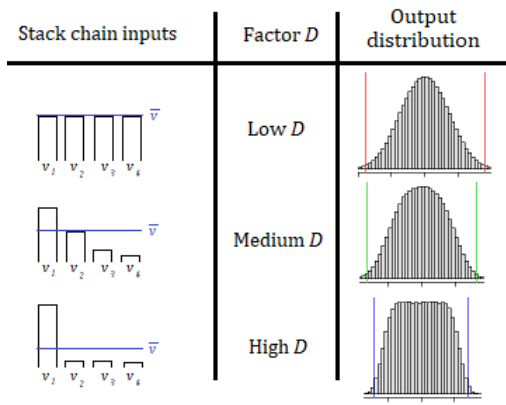 Stack chain inputs
Factor D
Output
distribution
v̅
v₁ v₂ v₃ v₄
Low D
v̅
v₁ v₂ v₃ v₄
Medium D
v̅
v₁ v₂ v₃ v₄
High D